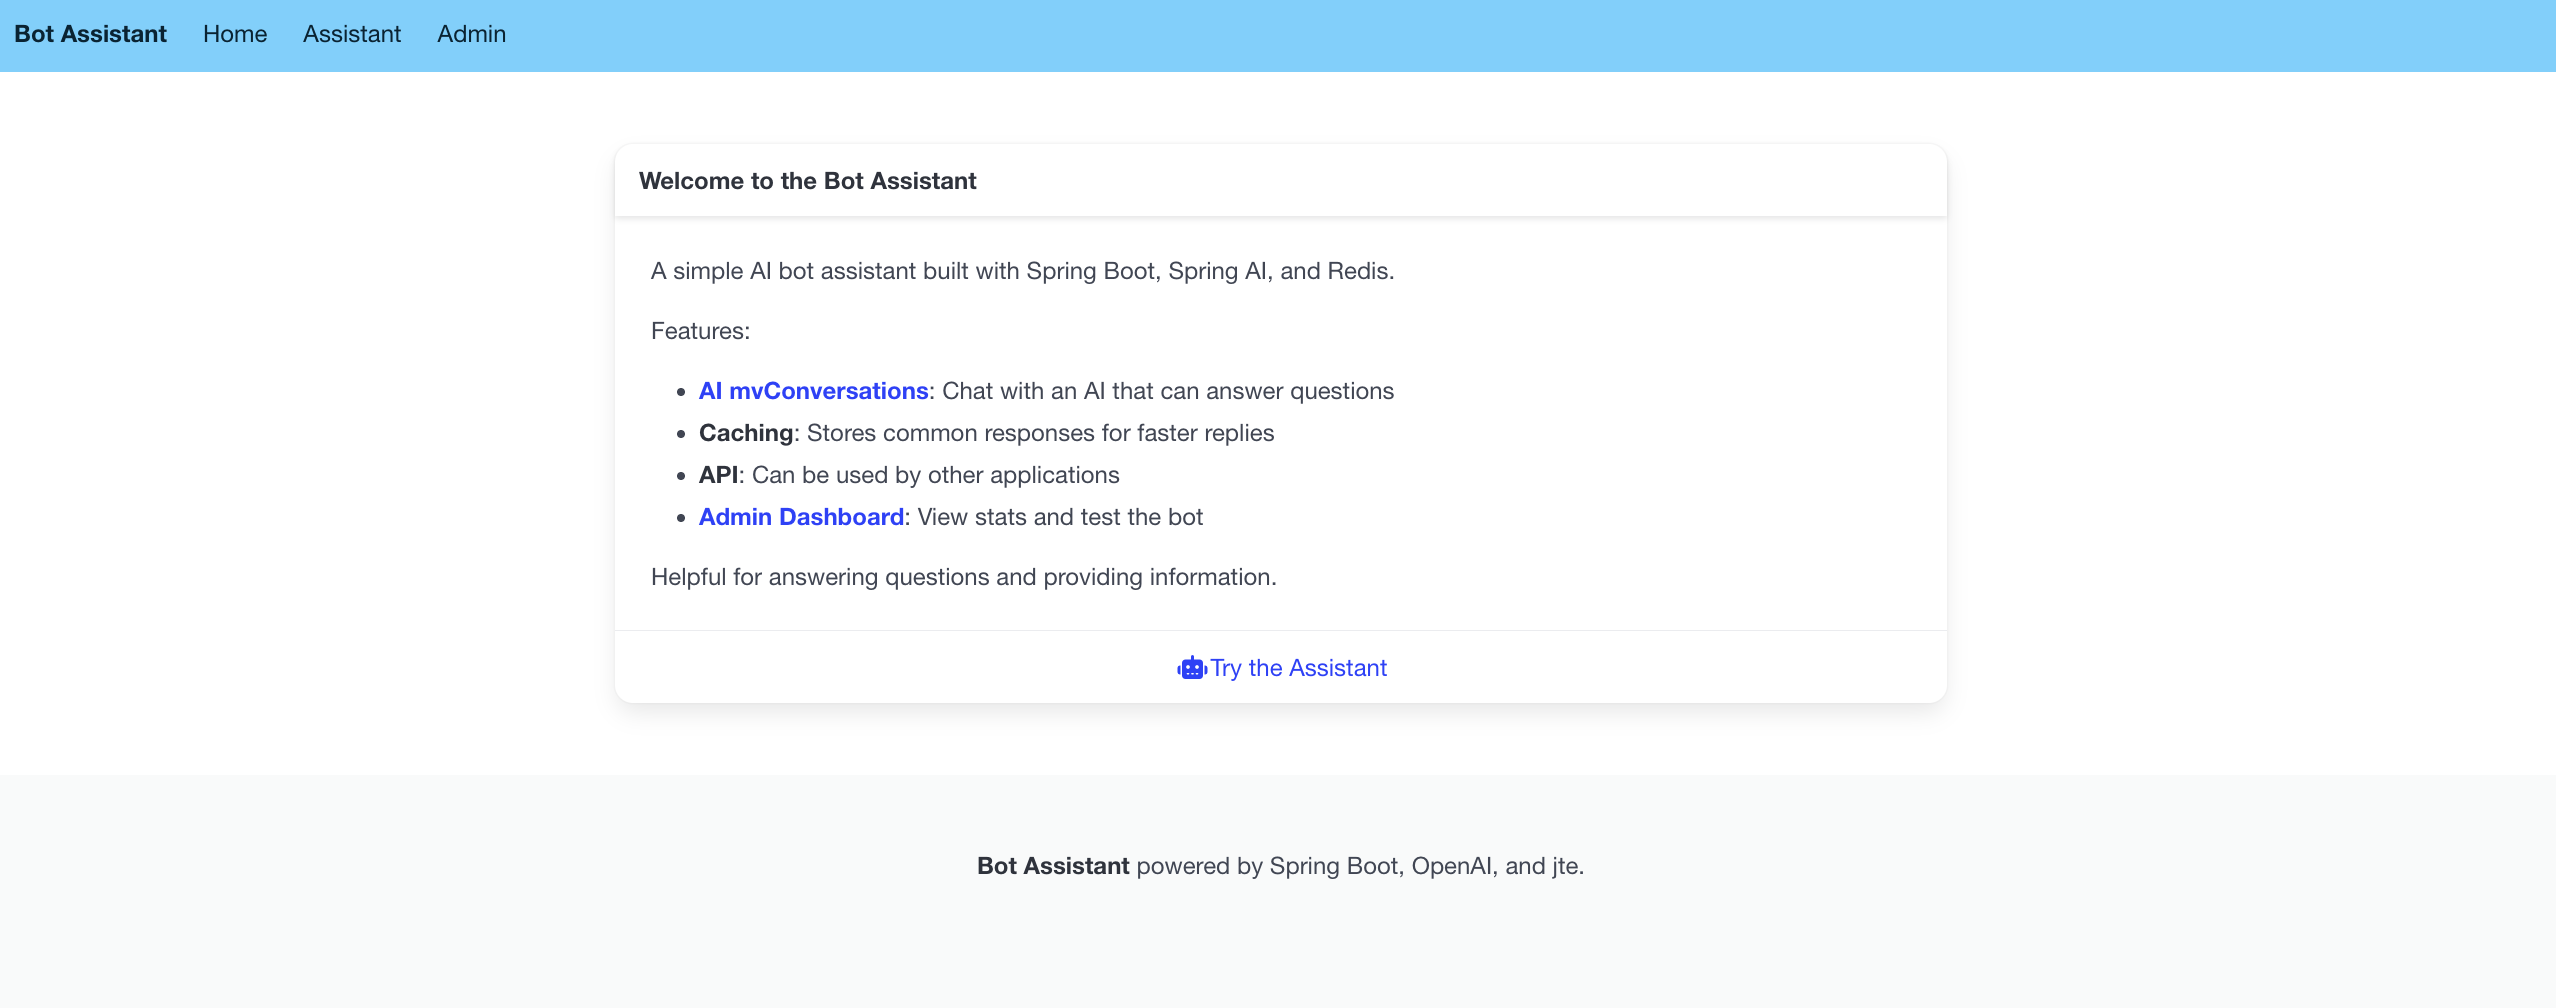 Bot Assistant Home Assistant Admin
Welcome to the Bot Assistant
A simple AI bot assistant built with Spring Boot, Spring AI, and Redis.
Features:
• AI mvConversations: Chat with an AI that can answer questions
• Caching: Stores common responses for faster replies
• API: Can be used by other applications
• Admin Dashboard: View stats and test the bot
Helpful for answering questions and providing information.
Try the Assistant
Bot Assistant powered by Spring Boot, OpenAI, and jte.